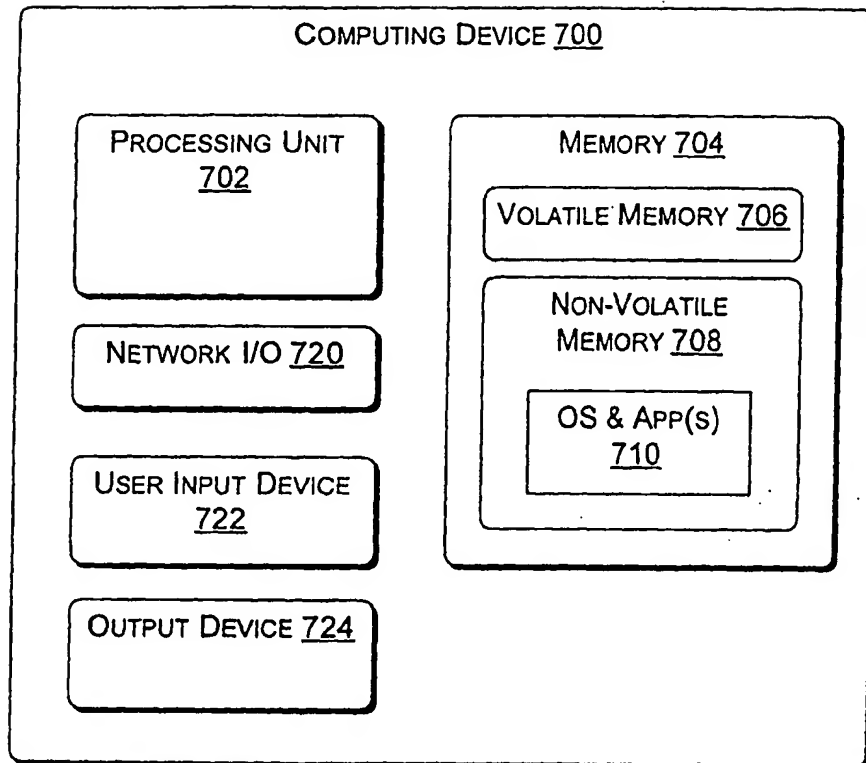 COMPUTING DEVICE 700
PROCESSING UNIT
702
NETWORK I/O 720
USER INPUT DEVICE
722
OUTPUT DEVICE 724
MEMORY 704
VOLATILE MEMORY 706
NON-VOLATILE
MEMORY 708
OS & APP(S)
710